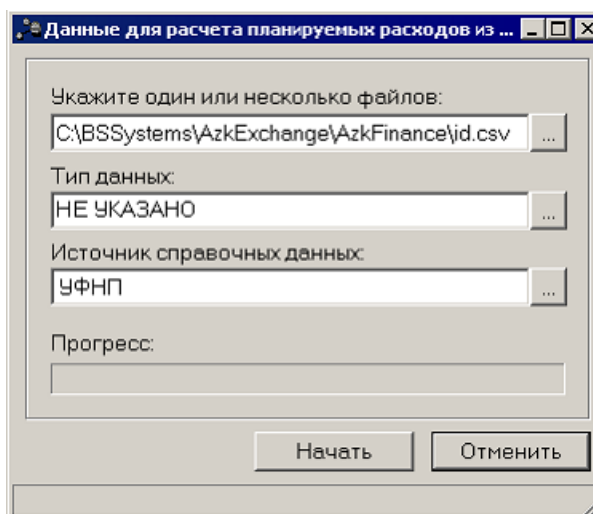 Данные для расчета планируемых расходов из ...
Укажите один или несколько файлов:
C:\BSSystems\AzkExchange\AzkFinance\id.csv
...
Тип данных:
НЕ УКАЗАНО
...
Источник справочных данных:
УФНП
...
Прогресс:
Начать
Отменить